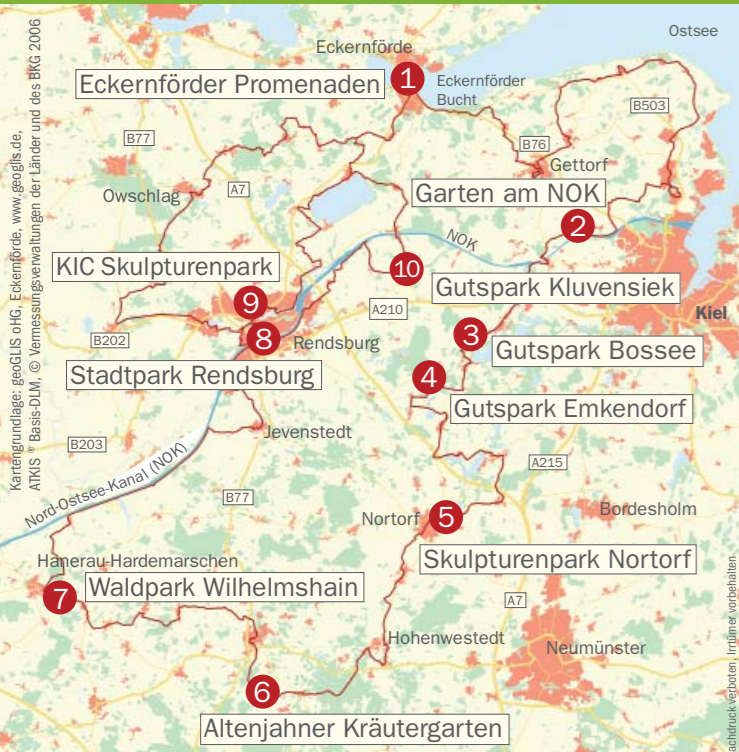 Ostsee
Eckernförde
Eckernförder Promenaden
1
Eckernförder
Bucht
B503
B77
B76
Gettorf
Owschlag
A7
Garten am NOK
2
NOK
KIC Skulpturenpark
10
9
Gutspark Kluvensiek
A210
Kiel
B202
8
Rendsburg
3
Gutspark Bossee
Stadtpark Rendsburg
4
Gutspark Emkendorf
B203
Jevenstedt
A215
Nord-Ostsee-Kanal (NOK)
B77
Nortorf
5
Bordesholm
Skulpturenpark Nortorf
Hanerau-Hademarschen
7
Waldpark Wilhelmshain
A7
Hohenwestedt
Neumünster
6
Altenjahner Kräutergarten
Kartengrundlage: geoGLIS oHG, Eckernförde, www.geoglis.de,
ATKIS ® Basis-DLM, © Vermessungsverwaltungen der Länder und des BKG 2006
achdruck verboten, Irrtümer vorbehalten